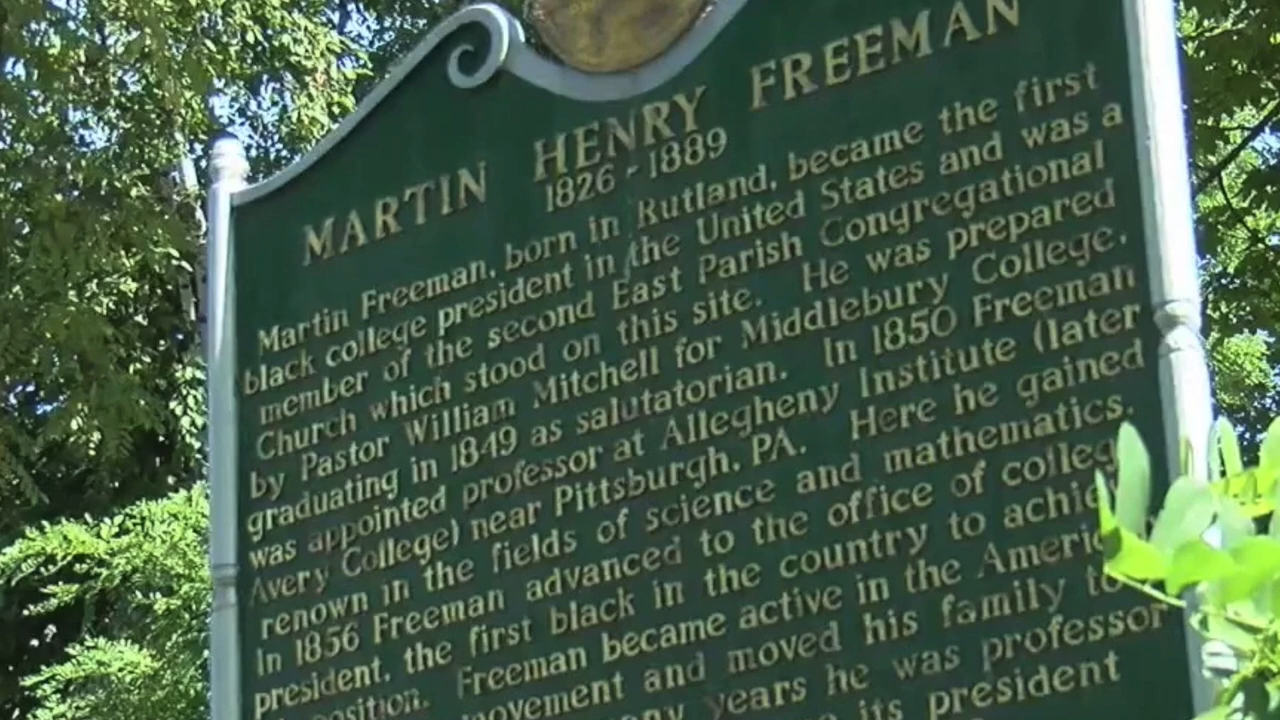 MARTIN HENRY FREEMAN
1826 - 1889
Martin Freeman, born in Rutland, became the first
black college president in the United States and was a
member of the second East Parish Congregational
Church which stood on this site. He was prepared
by Pastor William Mitchell for Middlebury College,
graduating in 1849 as salutatorian. In 1850 Freeman
was appointed professor at Allegheny Institute (later
Avery College) near Pittsburgh, PA. Here he gained
renown in the fields of science and mathematics.
In 1856 Freeman advanced to the office of colleg
president, the first black in the country to achie
position. Freeman became active in the Americ
ovement and moved his family to
years he was professor
its president